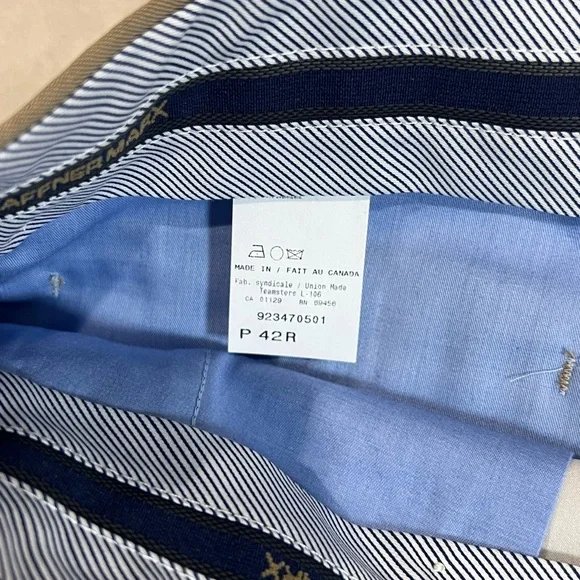 AFFNER MARX
MADE IN / FAIT AU CANADA
Fab. syndicale / Union Made
Teamsters L-106
CA 01129 RN 09456
923470501
P 42R